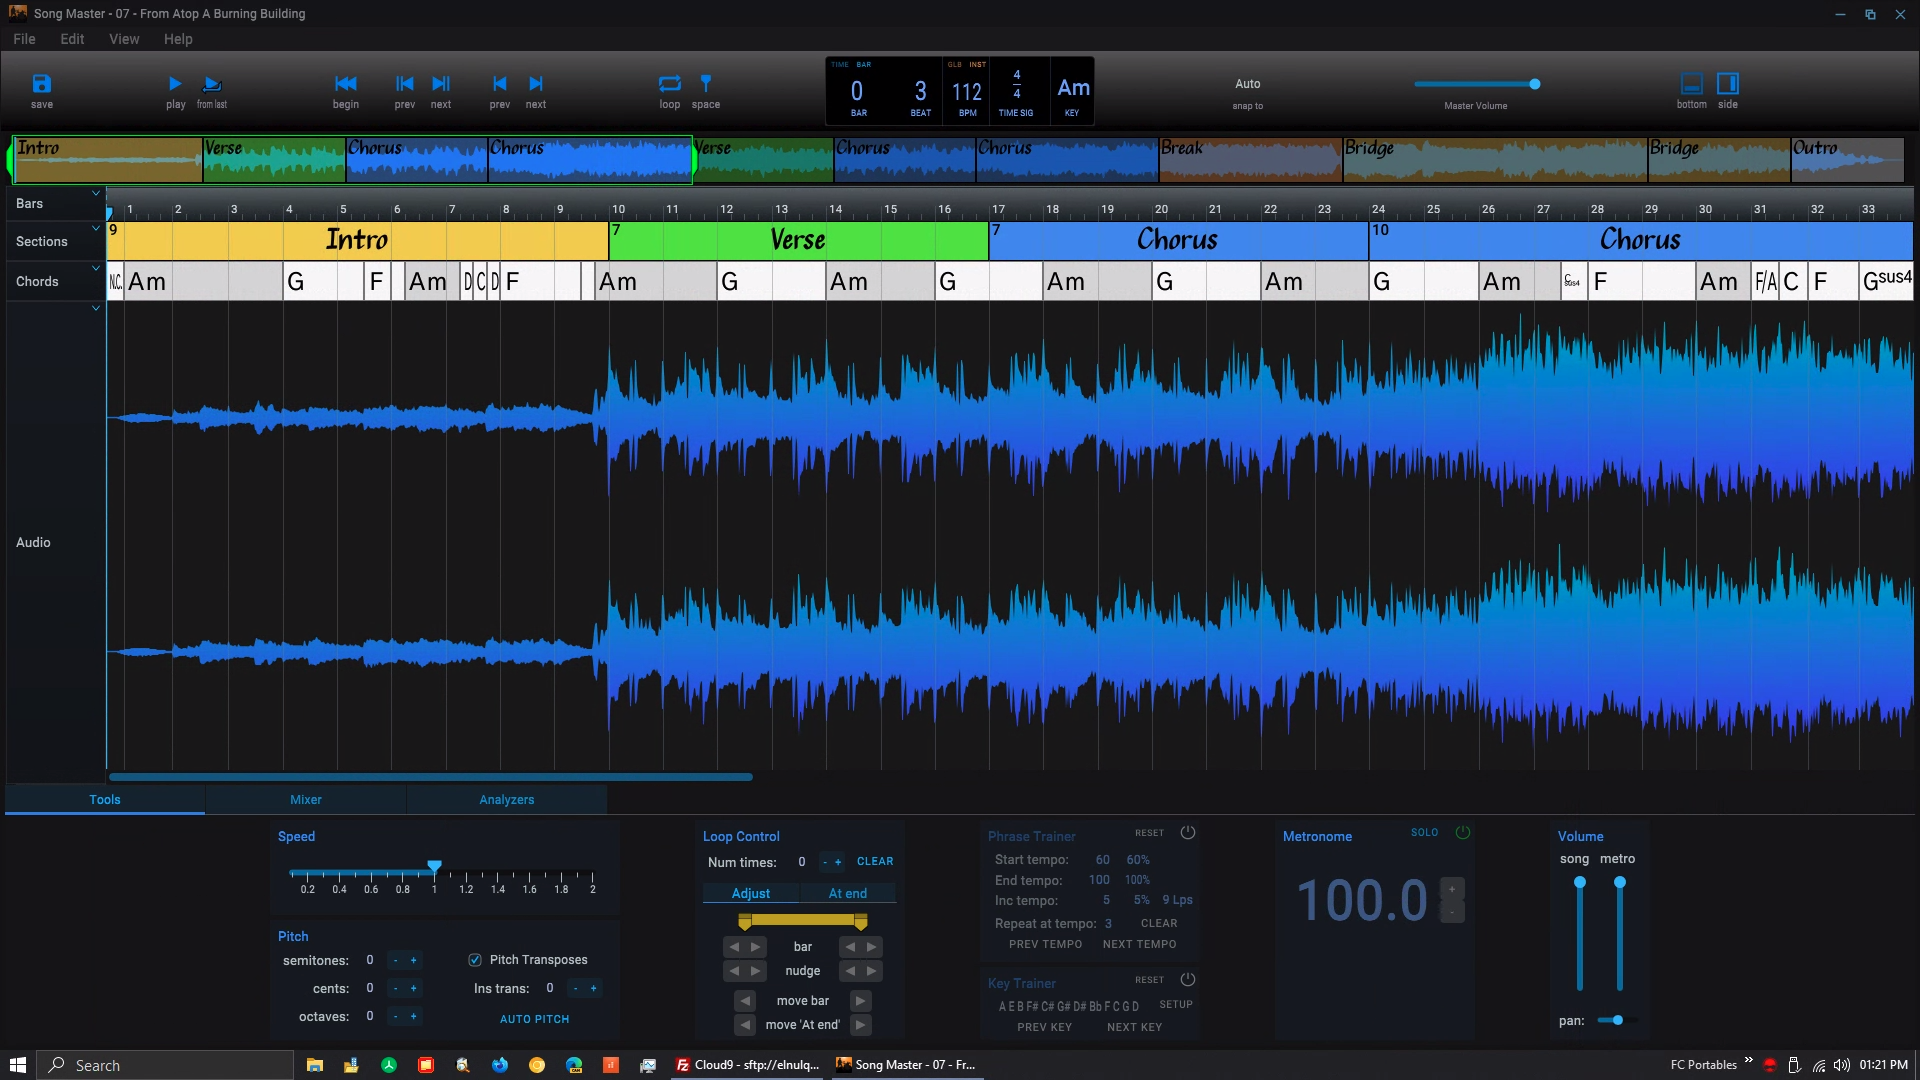 Song Master - 07 - From Atop A Burning Building
File Edit View Help
save play from last begin prev next prev next loop space
TIME BAR GLB INST
0 3 112 4 4 Am
BAR BEAT BPM TIME SIG KEY
Auto
snap to
Master Volume
bottom side
Intro Verse Chorus Chorus Verse Chorus Chorus Break Bridge Bridge Outro
Bars 1 2 3 4 5 6 7 8 9 10 11 12 13 14 15 16 17 18 19 20 21 22 23 24 25 26 27 28 29 30 31 32 33
Sections 9 Intro 7 Verse 7 Chorus 10 Chorus
Chords N.C. Am G F Am D C D F Am G Am G Am G Am G Am Csus4 F Am F/A C F Gsus4
Audio
Tools Mixer Analyzers
Speed
0.2 0.4 0.6 0.8 1 1.2 1.4 1.6 1.8 2
Pitch
semitones: 0 - +
Pitch Transposes
cents: 0 - +
Ins trans: 0 - +
octaves: 0 - +
AUTO PITCH
Loop Control
Num times: 0 - + CLEAR
Adjust At end
bar
nudge
move bar
move 'At end'
Phrase Trainer RESET
Start tempo: 60 60%
End tempo: 100 100%
Inc tempo: 5 5% 9 Lps
Repeat at tempo: 3 CLEAR
PREV TEMPO NEXT TEMPO
Key Trainer RESET
A E B F# C# G# D# Bb F C G D SETUP
PREV KEY NEXT KEY
Metronome SOLO
100.0 + -
Volume
song metro
pan:
Search
Cloud9 - sftp://elnulq...
Song Master - 07 - Fr...
FC Portables
01:21 PM